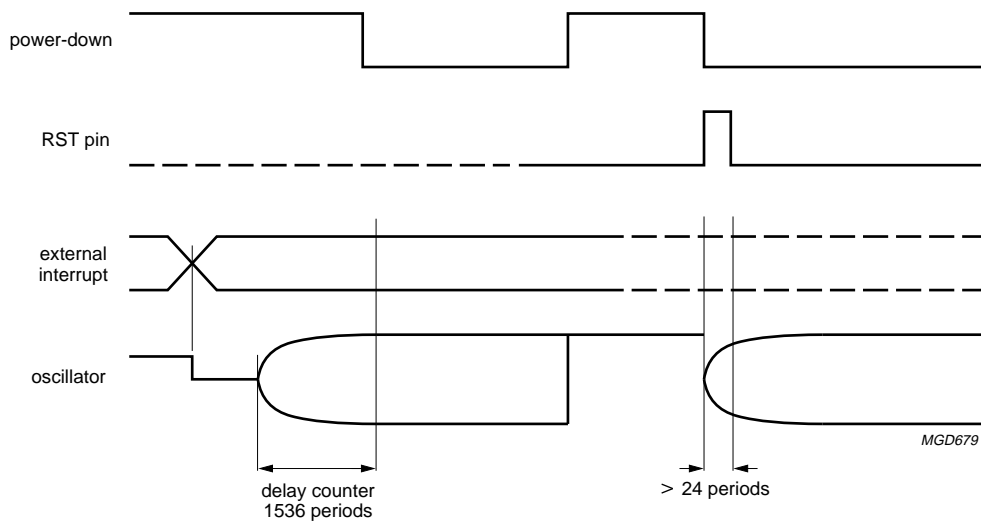 power-down
RST pin
external
interrupt
oscillator
MGD679
delay counter
1536 periods
> 24 periods